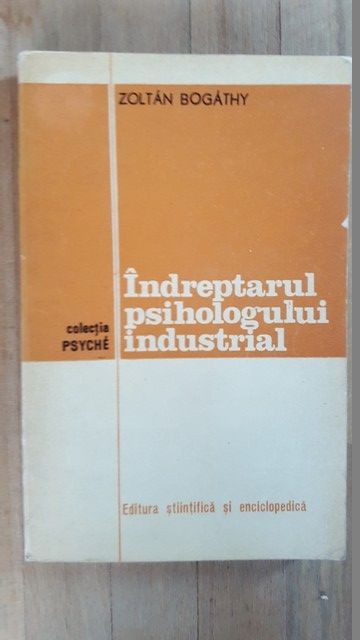 ZOLTÁN BOGÁTHY
Îndreptarul
psihologului
industrial
colecția
PSYCHÉ
Editura științifică și enciclopedică